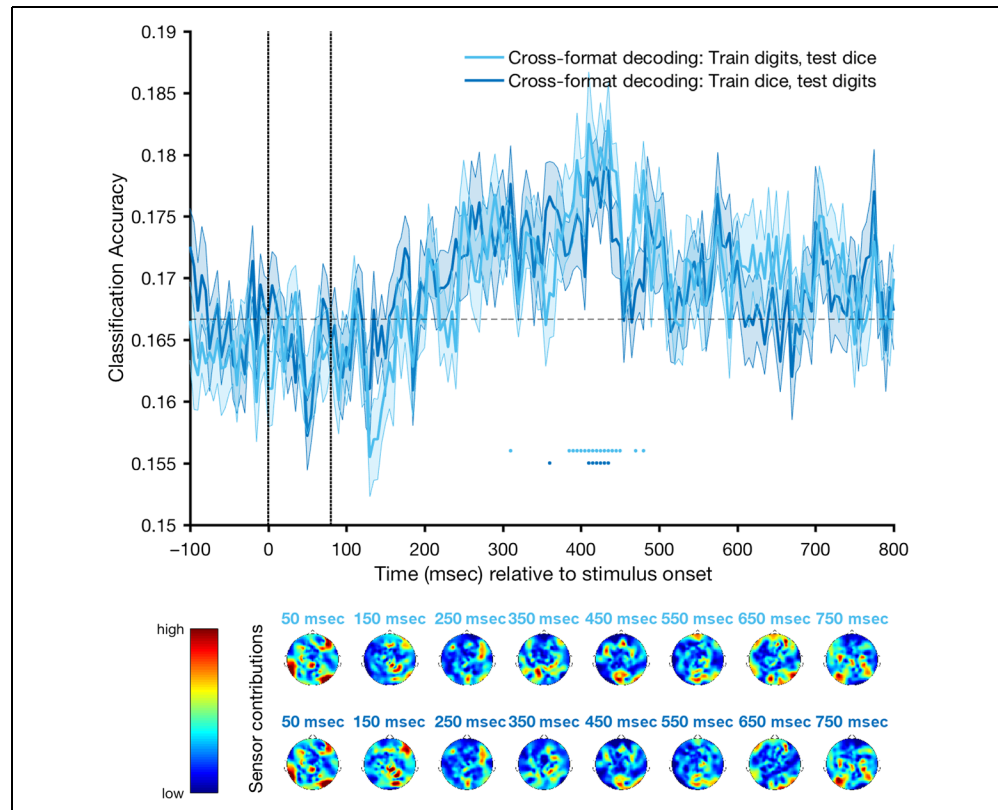 0.19
Cross-format decoding: Train digits, test dice
Cross-format decoding: Train dice, test digits
0.185
0.18
0.175
0.17
0.165
0.16
0.155
0.15
Classification Accuracy
−100 0 100 200 300 400 500 600 700 800
Time (msec) relative to stimulus onset
high
low
Sensor contributions
50 msec 150 msec 250 msec 350 msec 450 msec 550 msec 650 msec 750 msec
50 msec 150 msec 250 msec 350 msec 450 msec 550 msec 650 msec 750 msec